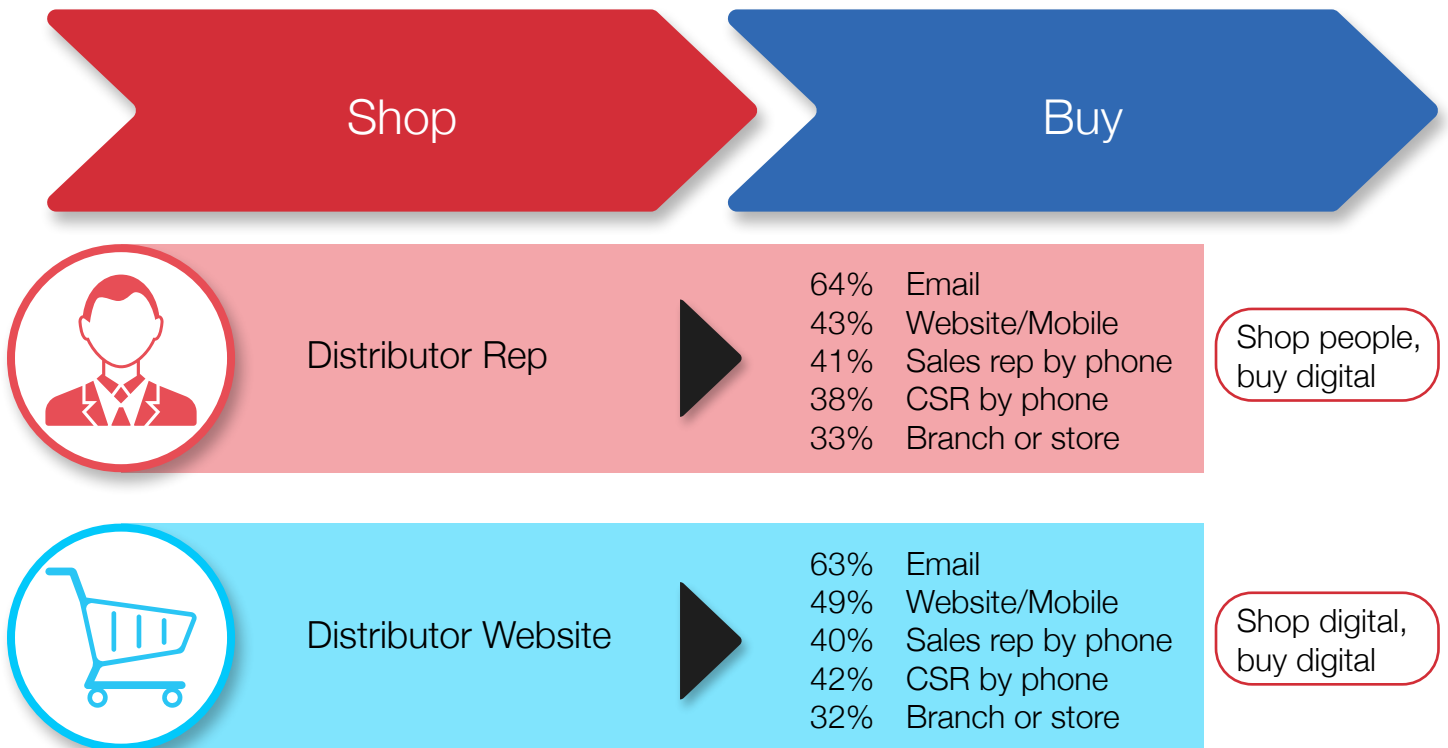 Shop
Buy
Distributor Rep
64% Email
43% Website/Mobile
41% Sales rep by phone
38% CSR by phone
33% Branch or store
Shop people,
buy digital
Distributor Website
63% Email
49% Website/Mobile
40% Sales rep by phone
42% CSR by phone
32% Branch or store
Shop digital,
buy digital